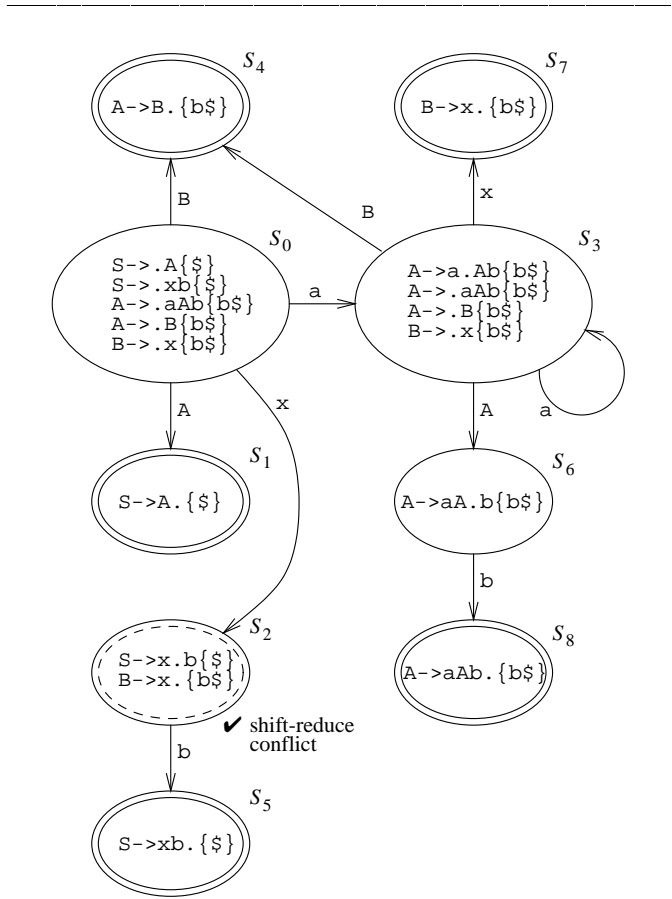 S4
S7
A->B.{b$}
B->x.{b$}
B
B
x
S0
S3
S->.A{$}
S->.xb{$}
A->.aAb{b$}
A->.B{b$}
B->.x{b$}
a
A->a.Ab{b$}
A->.aAb{b$}
A->.B{b$}
B->.x{b$}
A
x
A
a
S1
S6
S->A.{$}
A->aA.b{b$}
b
S2
S8
S->x.b{$}
B->x.{b$}
A->aAb.{b$}
✔ shift-reduce
conflict
b
S5
S->xb.{$}